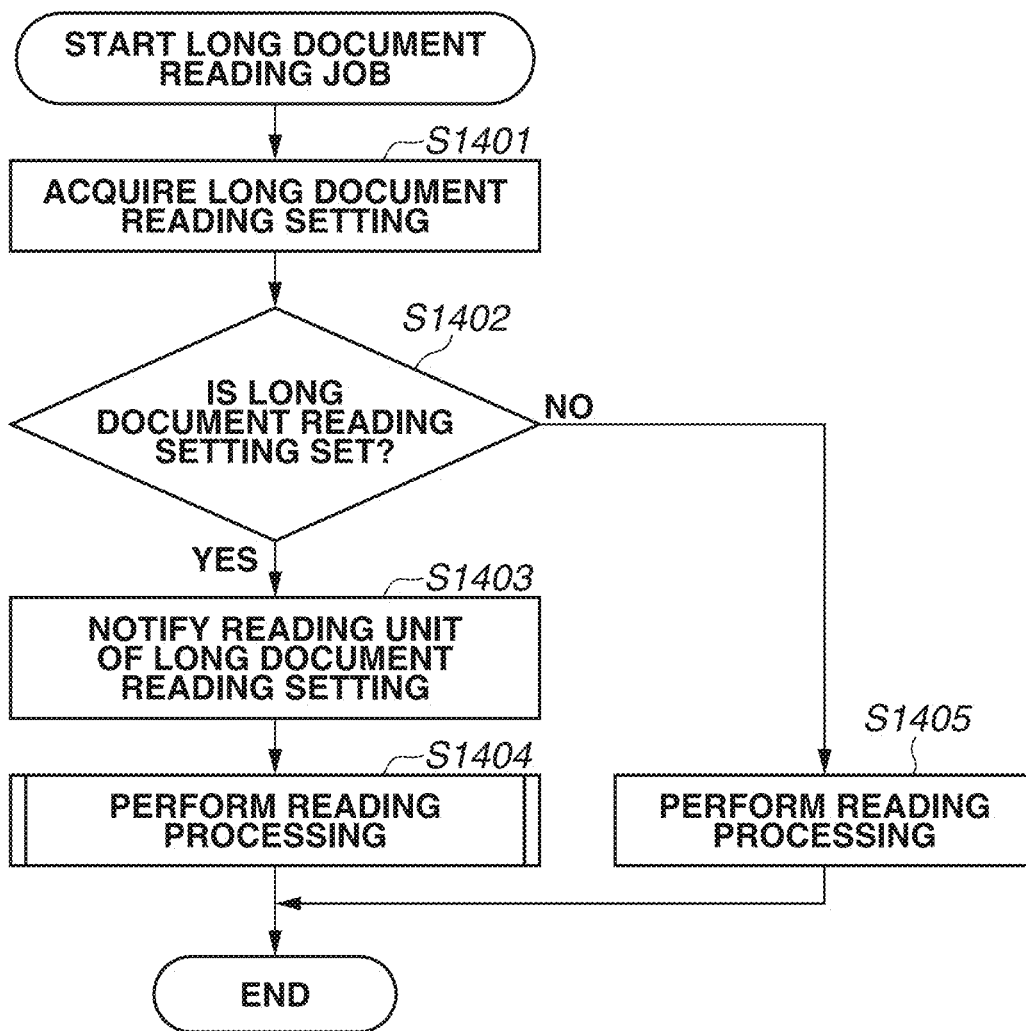 START LONG DOCUMENT
READING JOB
S1401
ACQUIRE LONG DOCUMENT
READING SETTING
S1402
IS LONG
DOCUMENT READING
SETTING SET?
NO
YES
S1403
NOTIFY READING UNIT
OF LONG DOCUMENT
READING SETTING
S1404
PERFORM READING
PROCESSING
S1405
PERFORM READING
PROCESSING
END